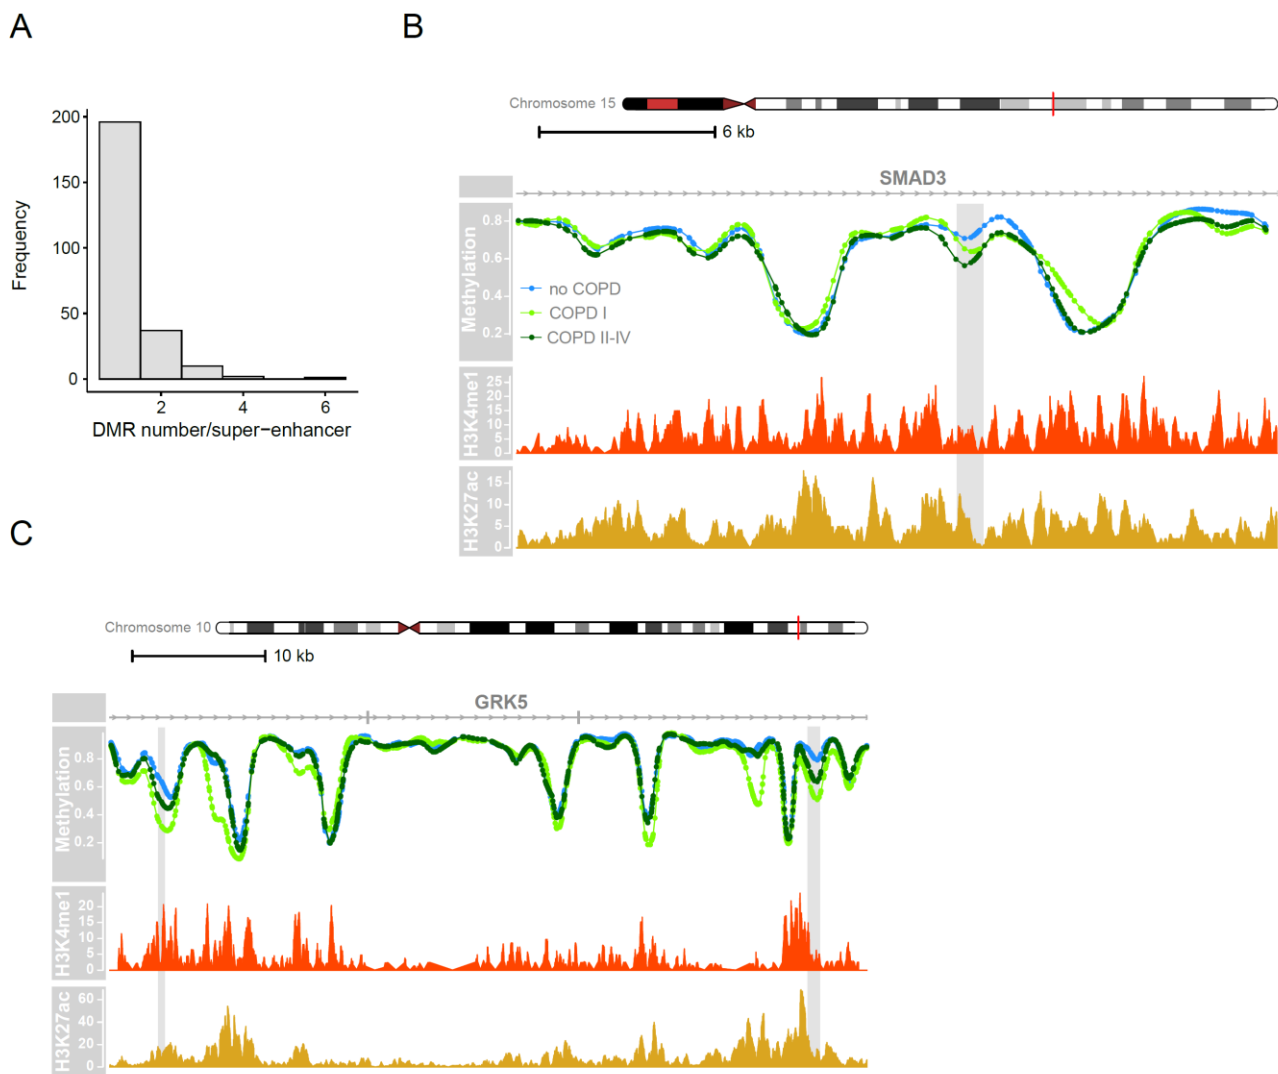 A
B
200
150
100
50
0
Frequency
2
4
6
DMR number/super−enhancer
Chromosome 15
6 kb
SMAD3
Methylation
0.8
0.6
0.4
0.2
no COPD
COPD I
COPD II-IV
H3K4me1
25
20
15
10
5
0
H3K27ac
15
10
5
0
C
Chromosome 10
10 kb
GRK5
Methylation
0.8
0.6
0.4
0.2
H3K4me1
20
15
10
5
0
H3K27ac
60
40
20
0